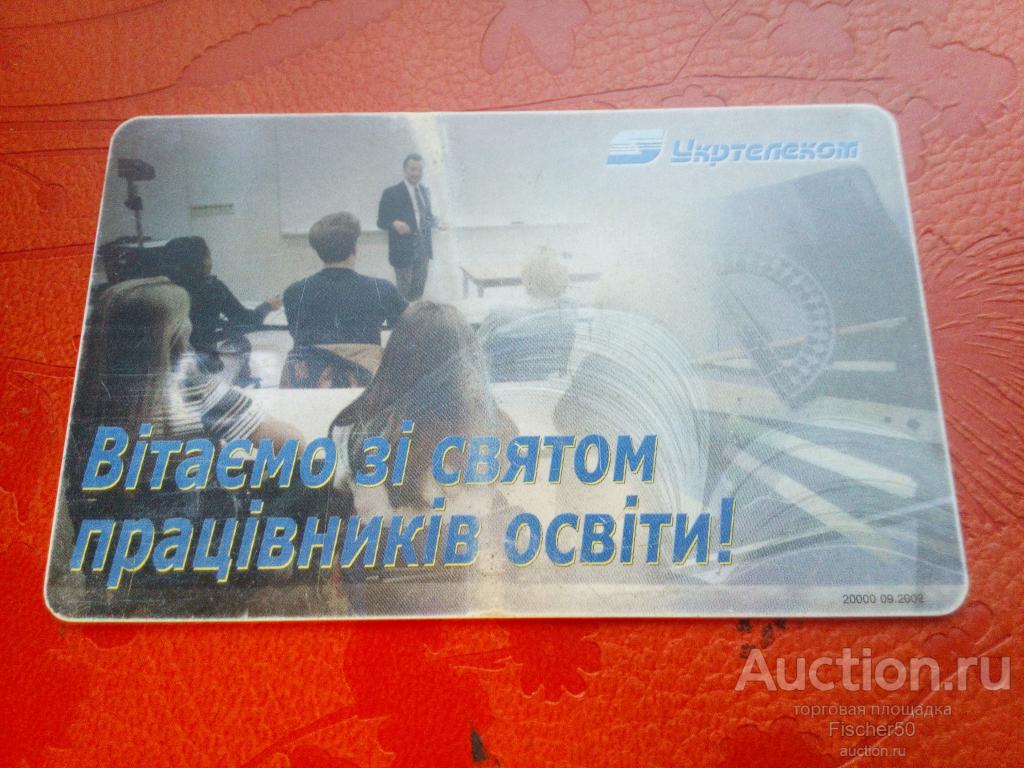 Укртелеком
Вітаємо зі святом
працівників освіти!
20000 09.2002
Auction.ru
торговая площадка
Fischer50
auction.ru